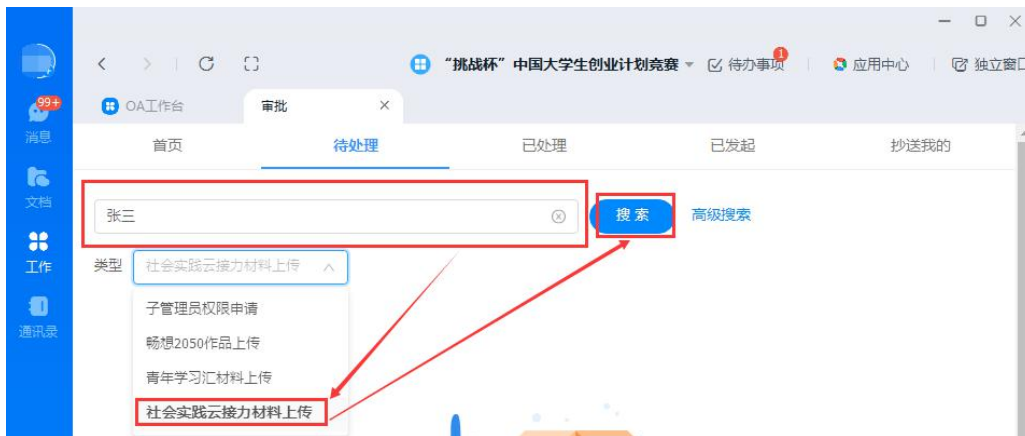 "挑战杯"中国大学生创业计划竞赛 待办事项 1 应用中心 独立窗口
99+
消息
文档
工作
通讯录
OA工作台 审批
首页 待处理 已处理 已发起 抄送我的
张三 搜索 高级搜索
类型 社会实践云接力材料上传
子管理员权限申请
畅想2050作品上传
青年学习汇材料上传
社会实践云接力材料上传